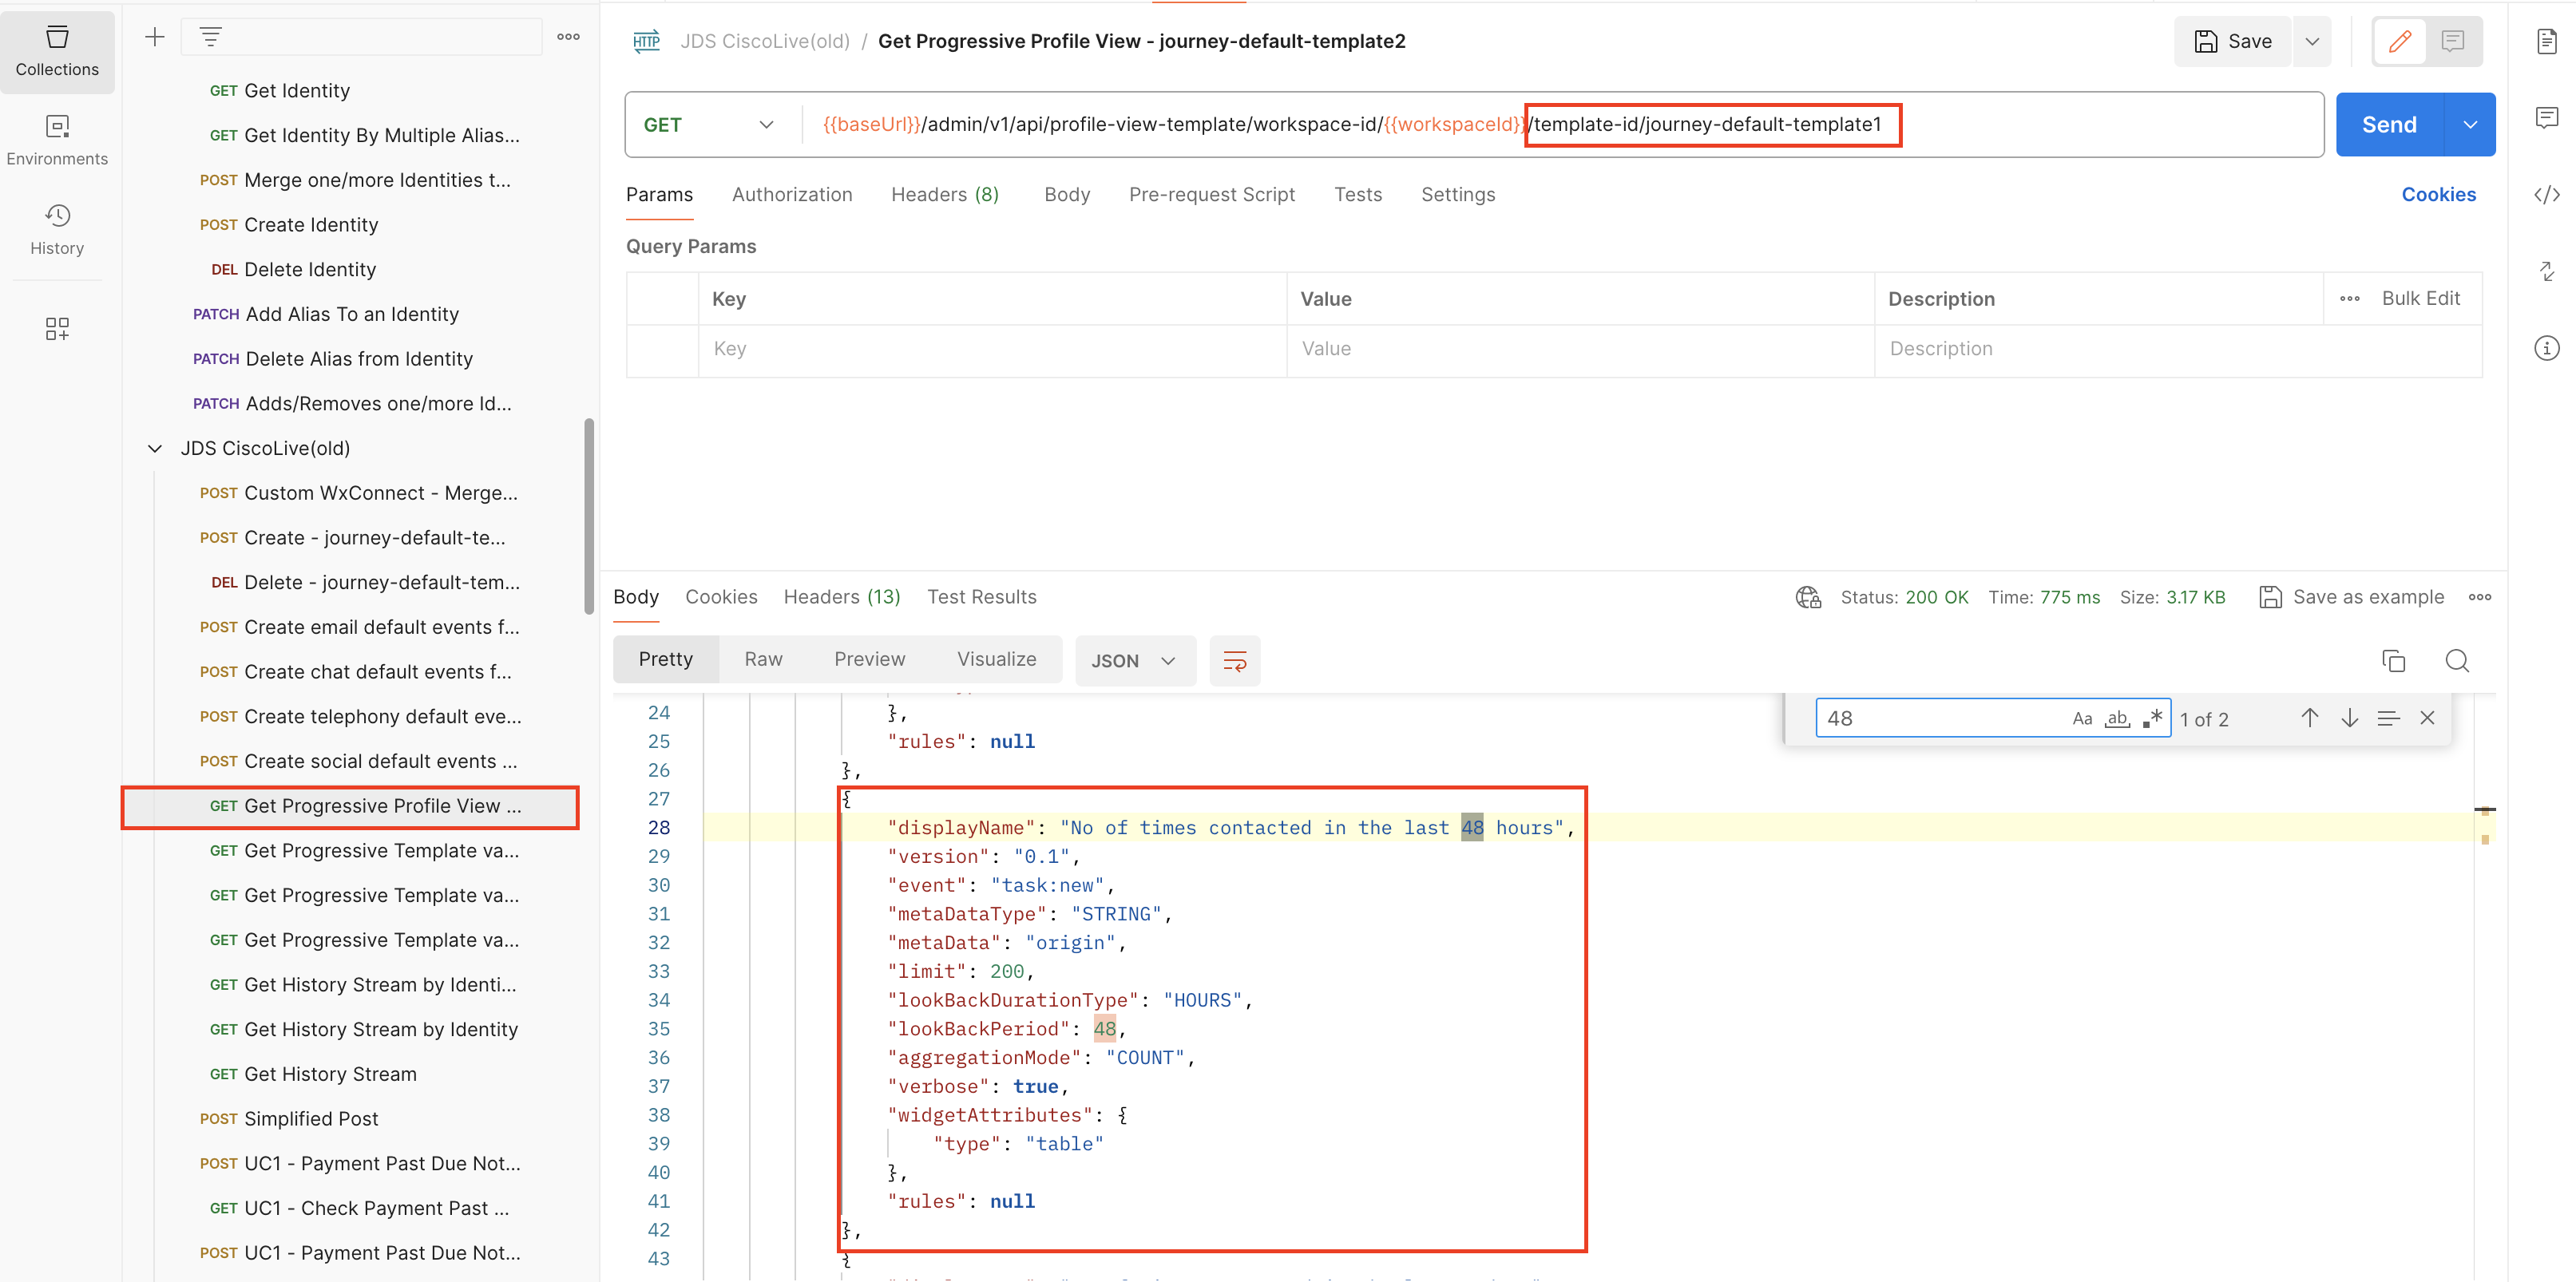 Collections
Environments
History
GET Get Identity
GET Get Identity By Multiple Alias...
POST Merge one/more Identities t...
POST Create Identity
DEL Delete Identity
PATCH Add Alias To an Identity
PATCH Delete Alias from Identity
PATCH Adds/Removes one/more Id...
JDS CiscoLive(old)
POST Custom WxConnect - Merge...
POST Create - journey-default-te...
DEL Delete - journey-default-tem...
POST Create email default events f...
POST Create chat default events f...
POST Create telephony default eve...
POST Create social default events ...
GET Get Progressive Profile View ...
GET Get Progressive Template va...
GET Get Progressive Template va...
GET Get Progressive Template va...
GET Get History Stream by Identi...
GET Get History Stream by Identity
GET Get History Stream
POST Simplified Post
POST UC1 - Payment Past Due Not...
GET UC1 - Check Payment Past ...
POST UC1 - Payment Past Due Not...
HTTP JDS CiscoLive(old) / Get Progressive Profile View - journey-default-template2
Save
GET {{baseUrl}}/admin/v1/api/profile-view-template/workspace-id/{{workspaceId}}/template-id/journey-default-template1
Send
Params Authorization Headers (8) Body Pre-request Script Tests Settings Cookies
Query Params
Key Value Description Bulk Edit
Key Value Description
Body Cookies Headers (13) Test Results Status: 200 OK Time: 775 ms Size: 3.17 KB Save as example
Pretty Raw Preview Visualize JSON
48 Aa ab 1 of 2
24 },
25 "rules": null
26 },
27 {
28 "displayName": "No of times contacted in the last 48 hours",
29 "version": "0.1",
30 "event": "task:new",
31 "metaDataType": "STRING",
32 "metaData": "origin",
33 "limit": 200,
34 "lookBackDurationType": "HOURS",
35 "lookBackPeriod": 48,
36 "aggregationMode": "COUNT",
37 "verbose": true,
38 "widgetAttributes": {
39 "type": "table"
40 },
41 "rules": null
42 },
43 {